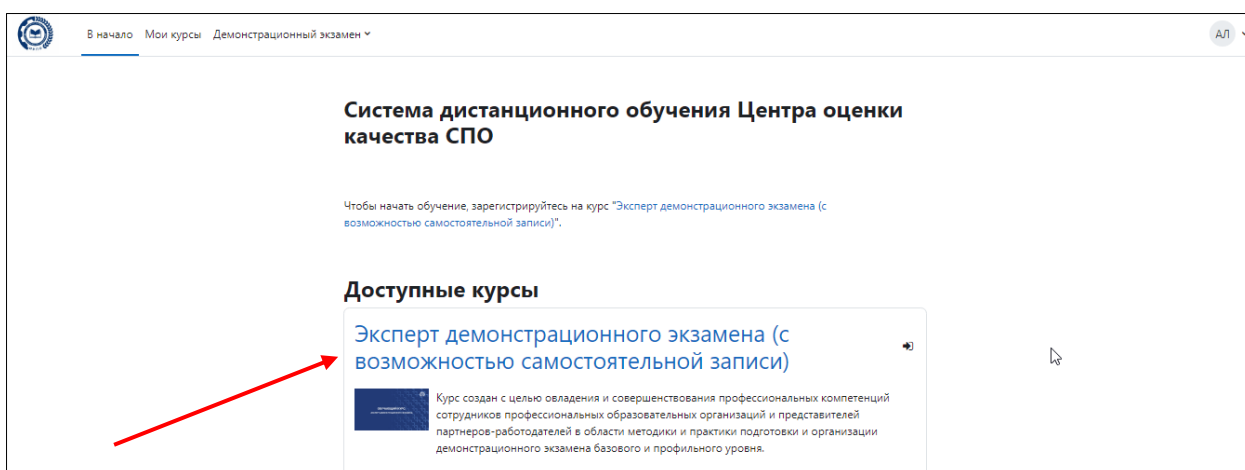 В начало Мои курсы Демонстрационный экзамен
АЛ
Система дистанционного обучения Центра оценки
качества СПО
Чтобы начать обучение, зарегистрируйтесь на курс "Эксперт демонстрационного экзамена (с
возможностью самостоятельной записи)".
Доступные курсы
Эксперт демонстрационного экзамена (с
возможностью самостоятельной записи)
Курс создан с целью овладения и совершенствования профессиональных компетенций
сотрудников профессиональных образовательных организаций и представителей
партнеров-работодателей в области методики и практики подготовки и организации
демонстрационного экзамена базового и профильного уровня.